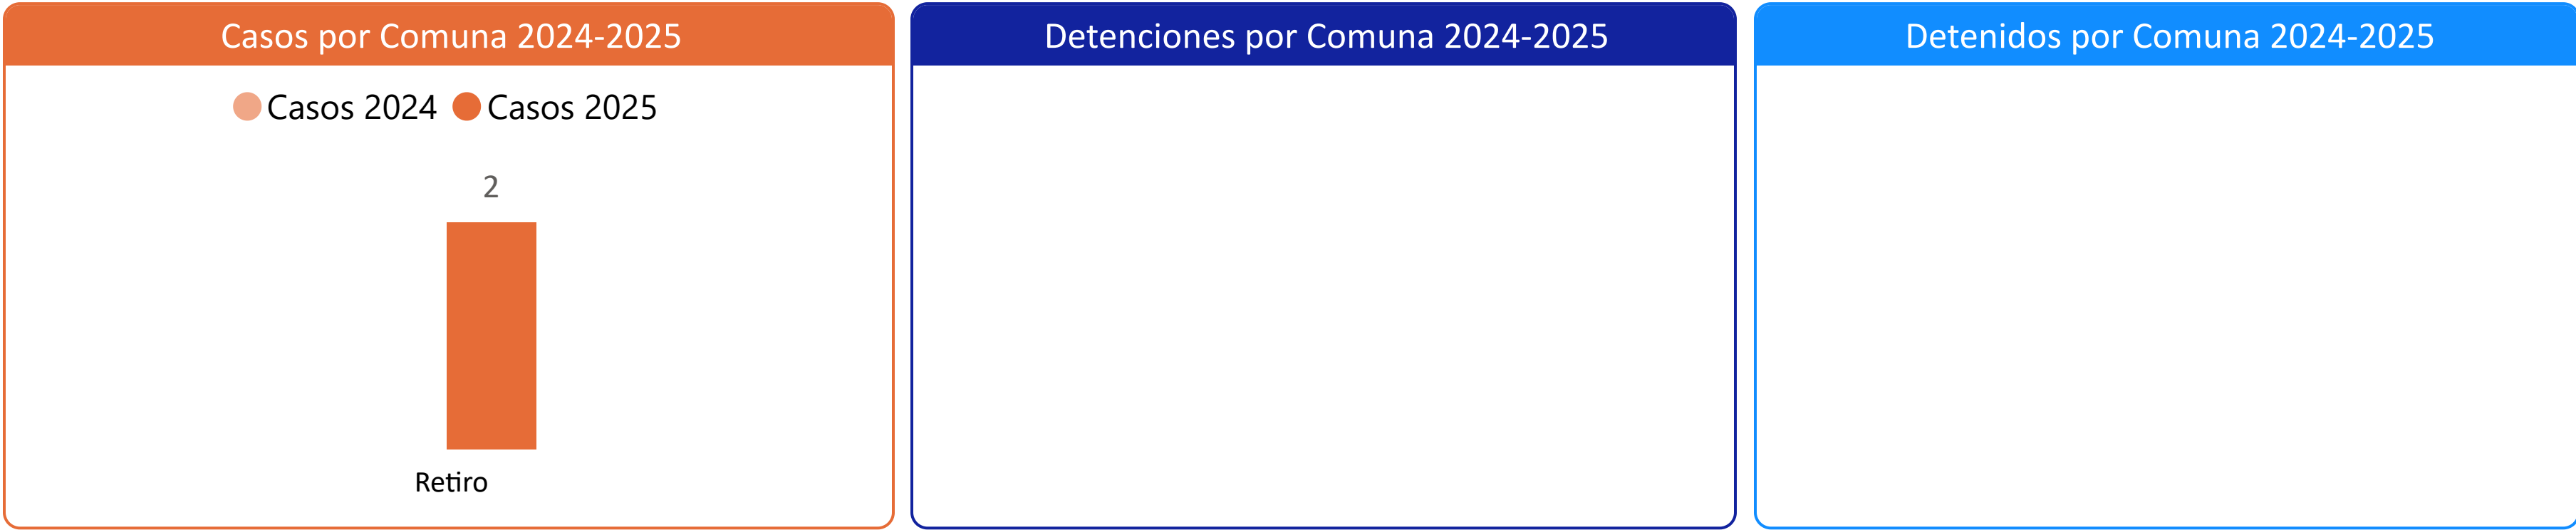 Casos por Comuna 2024-2025
Casos 2024 Casos 2025
2
Retiro
Detenciones por Comuna 2024-2025
Detenidos por Comuna 2024-2025